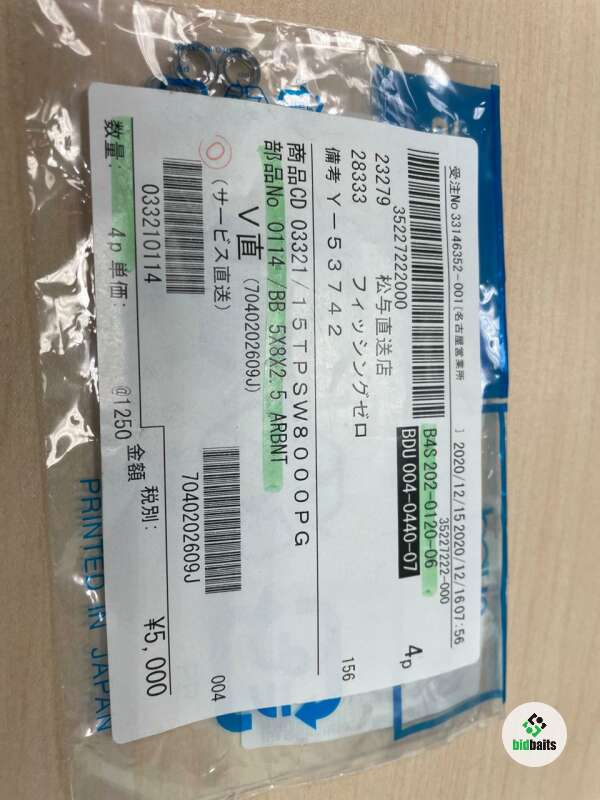 受注No 33146352-001(名古屋営業所 ] 2020/12/15 2020/12/16 07:56
35227222-000
B4S 202-0120-06
35227222000
BDU 004-0440-07
23279 松与直送店
4p
28333 フィッシングゼロ
備考 Y-53742
156
商品CD 03321/15TPSW8000PG
部品No 0114 /BB 5X8X2.5 ARBNT
V直 (7040202609J)
(サービス直送)
033210114
7040202609J
004
数量: 4p 単価: @1250 金額 税別: ¥5,000
PRINTED IN JAPAN
bidbaits